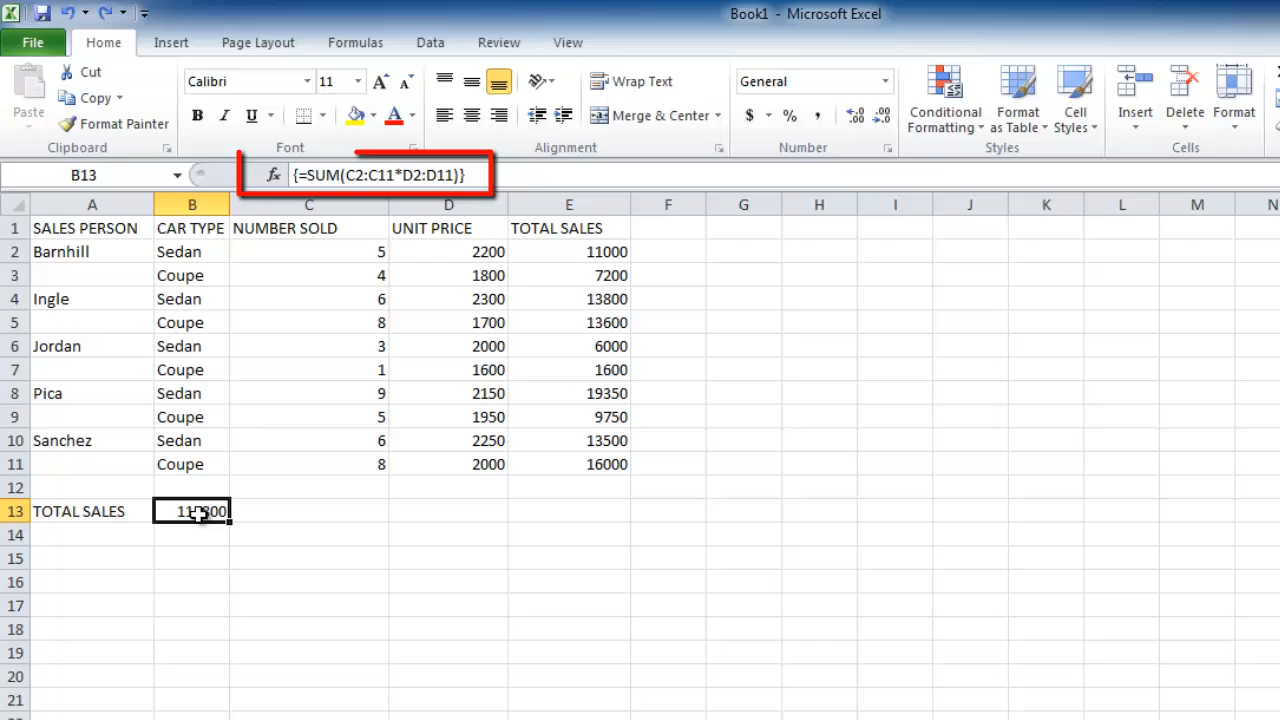 Book1 - Microsoft Excel
File Home Insert Page Layout Formulas Data Review View
Paste
Cut
Copy
Format Painter
Clipboard
Calibri 11
B I U
Font
Wrap Text
Merge & Center
Alignment
General
$ % ,
Number
Conditional Formatting
Format as Table
Cell Styles
Styles
Insert
Delete
Format
Cells
B13 fx {=SUM(C2:C11*D2:D11)}
A B C D E F G H I J K L M N
1 SALES PERSON CAR TYPE NUMBER SOLD UNIT PRICE TOTAL SALES
2 Barnhill Sedan 5 2200 11000
3 Coupe 4 1800 7200
4 Ingle Sedan 6 2300 13800
5 Coupe 8 1700 13600
6 Jordan Sedan 3 2000 6000
7 Coupe 1 1600 1600
8 Pica Sedan 9 2150 19350
9 Coupe 5 1950 9750
10 Sanchez Sedan 6 2250 13500
11 Coupe 8 2000 16000
12
13 TOTAL SALES
14
15
16
17
18
19
20
21